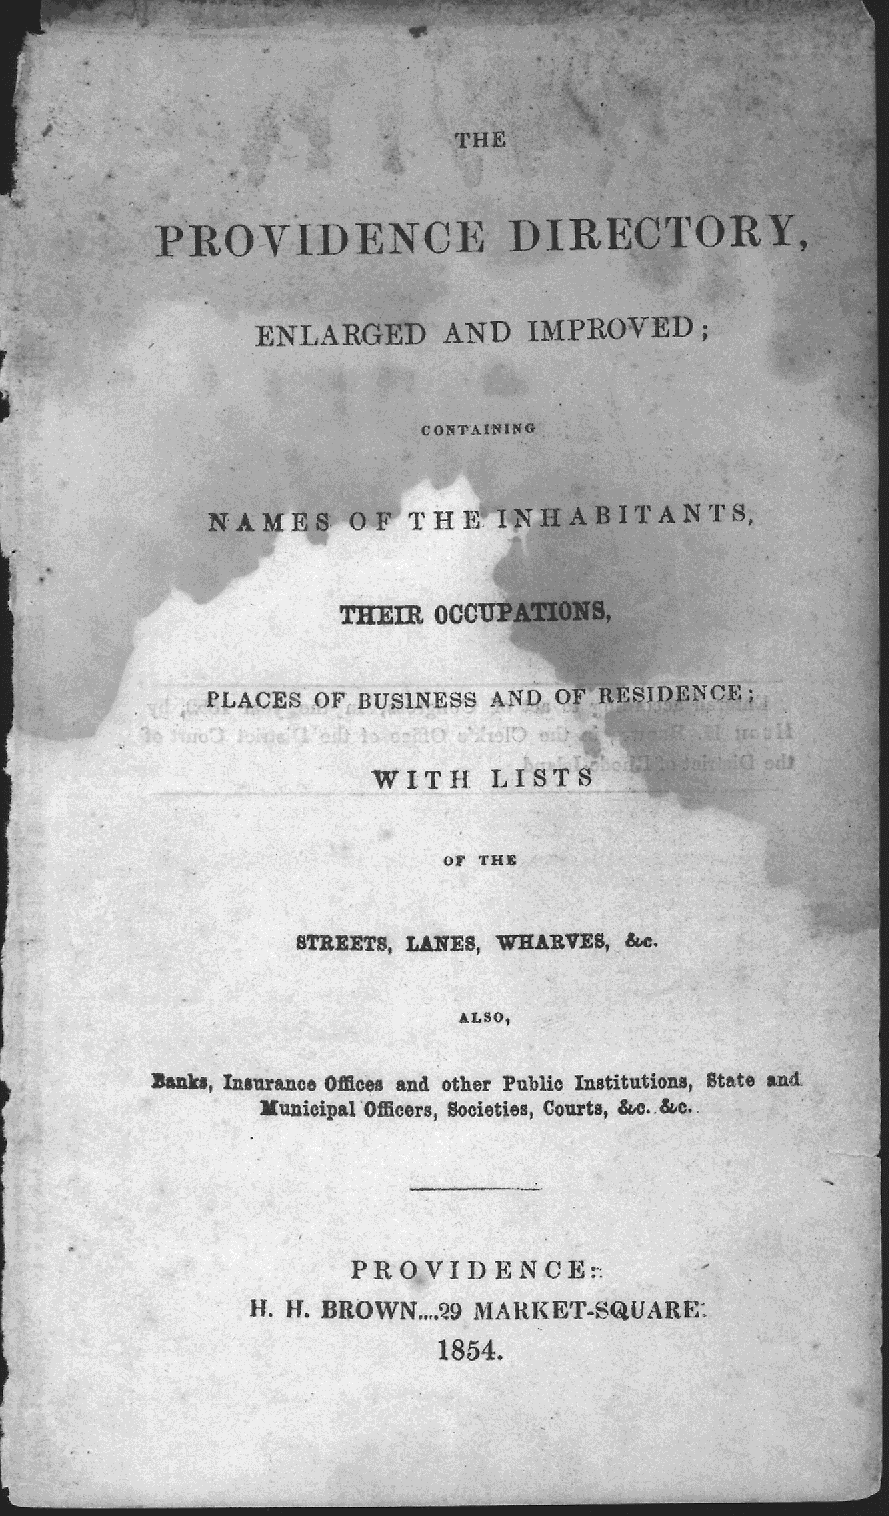 THE
PROVIDENCE DIRECTORY,
ENLARGED AND IMPROVED;
CONTAINING
NAMES OF THE INHABITANTS,
THEIR OCCUPATIONS,
PLACES OF BUSINESS AND OF RESIDENCE;
WITH LISTS
OF THE
STREETS, LANES, WHARVES, &c.
ALSO,
Banks, Insurance Offices and other Public Institutions, State and
Municipal Officers, Societies, Courts, &c. &c.
PROVIDENCE:
H. H. BROWN....29 MARKET-SQUARE.
1854.